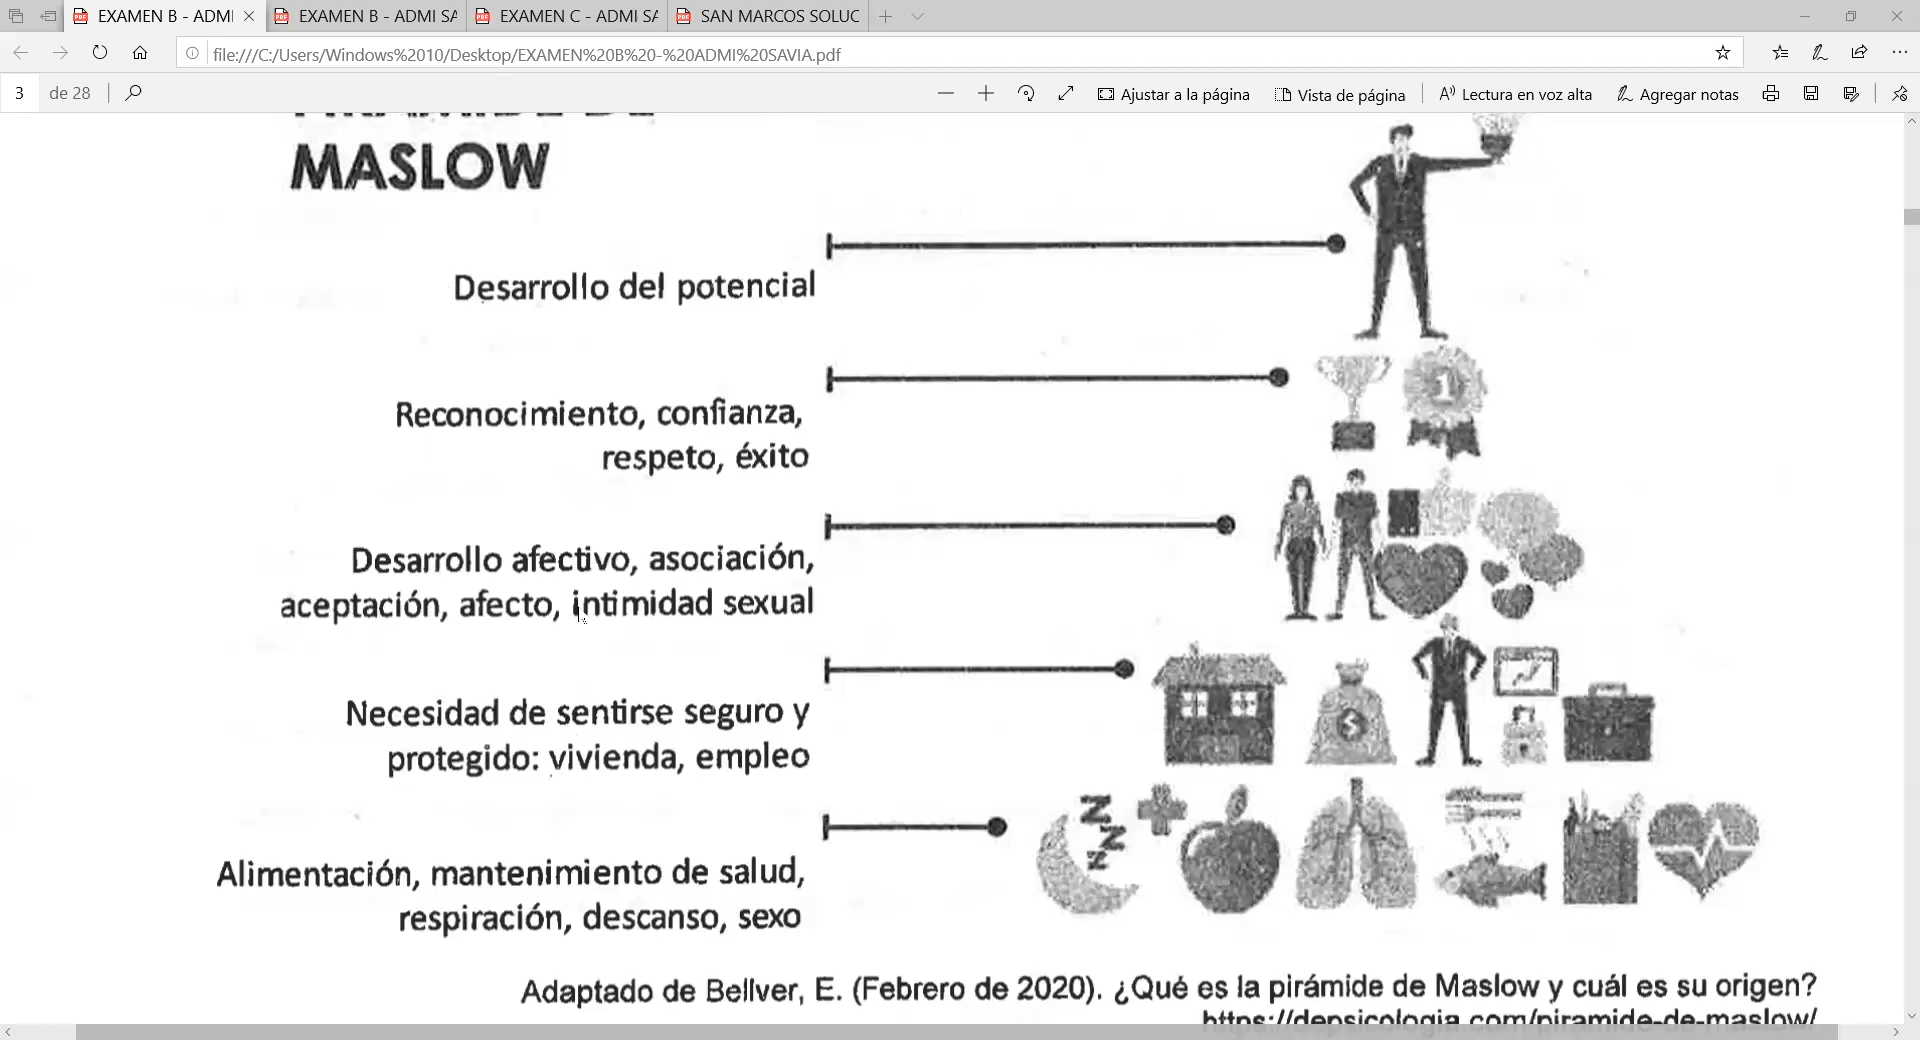 EXAMEN B - ADMI
EXAMEN B - ADMI SA
EXAMEN C - ADMI SA
SAN MARCOS SOLUC
file:///C:/Users/Windows%2010/Desktop/EXAMEN%20B%20-%20ADMI%20SAVIA.pdf
3 de 28
Ajustar a la página
Vista de página
Lectura en voz alta
Agregar notas
PIRÁMIDE DE
MASLOW
Desarrollo del potencial
Reconocimiento, confianza,
respeto, éxito
1
Desarrollo afectivo, asociación,
aceptación, afecto, intimidad sexual
Necesidad de sentirse seguro y
protegido: vivienda, empleo
$
Alimentación, mantenimiento de salud,
respiración, descanso, sexo
Z
Z
Z
Adaptado de Bellver, E. (Febrero de 2020). ¿Qué es la pirámide de Maslow y cuál es su origen?
https://depsicologia.com/piramide-de-maslow/